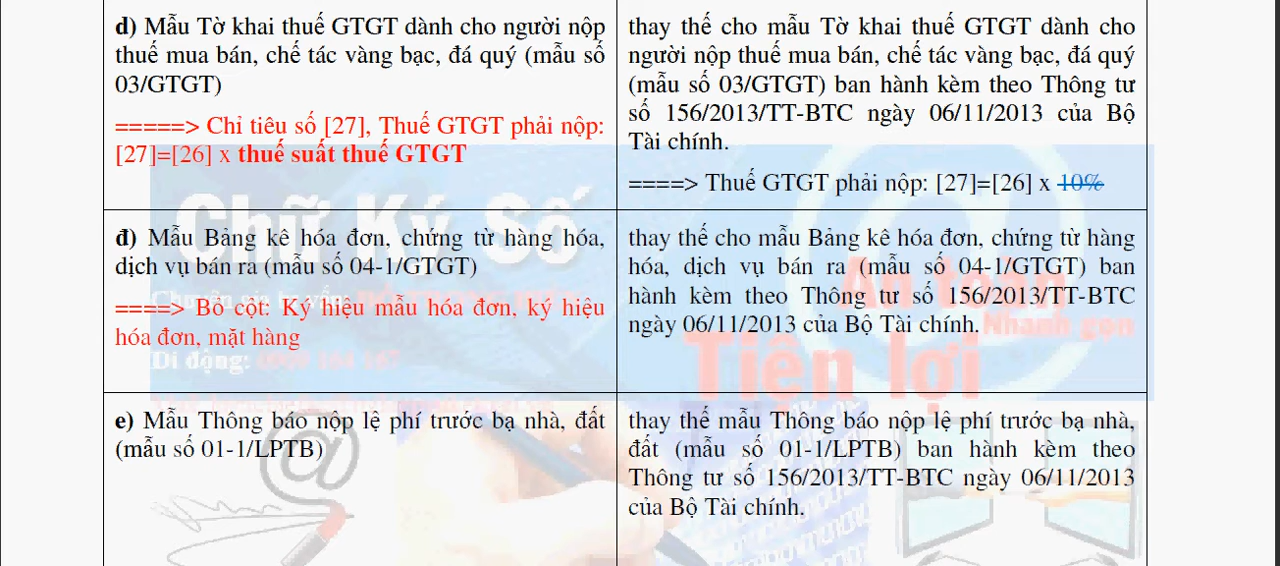 d) Mẫu Tờ khai thuế GTGT dành cho người nộp
thuế mua bán, chế tác vàng bạc, đá quý (mẫu số
03/GTGT)
=====> Chỉ tiêu số [27], Thuế GTGT phải nộp:
[27]=[26] x thuế suất thuế GTGT
thay thế cho mẫu Tờ khai thuế GTGT dành cho
người nộp thuế mua bán, chế tác vàng bạc, đá quý
(mẫu số 03/GTGT) ban hành kèm theo Thông tư
số 156/2013/TT-BTC ngày 06/11/2013 của Bộ
Tài chính.
====> Thuế GTGT phải nộp: [27]=[26] x 10%
đ) Mẫu Bảng kê hóa đơn, chứng từ hàng hóa,
dịch vụ bán ra (mẫu số 04-1/GTGT)
====> Bỏ cột: Ký hiệu mẫu hóa đơn, ký hiệu
hóa đơn, mặt hàng
thay thế cho mẫu Bảng kê hóa đơn, chứng từ hàng
hóa, dịch vụ bán ra (mẫu số 04-1/GTGT) ban
hành kèm theo Thông tư số 156/2013/TT-BTC
ngày 06/11/2013 của Bộ Tài chính.
e) Mẫu Thông báo nộp lệ phí trước bạ nhà, đất
(mẫu số 01-1/LPTB)
thay thế mẫu Thông báo nộp lệ phí trước bạ nhà,
đất (mẫu số 01-1/LPTB) ban hành kèm theo
Thông tư số 156/2013/TT-BTC ngày 06/11/2013
của Bộ Tài chính.
Chữ Ký Số
An toàn
Nhanh gọn
Tiện lợi
Di động: